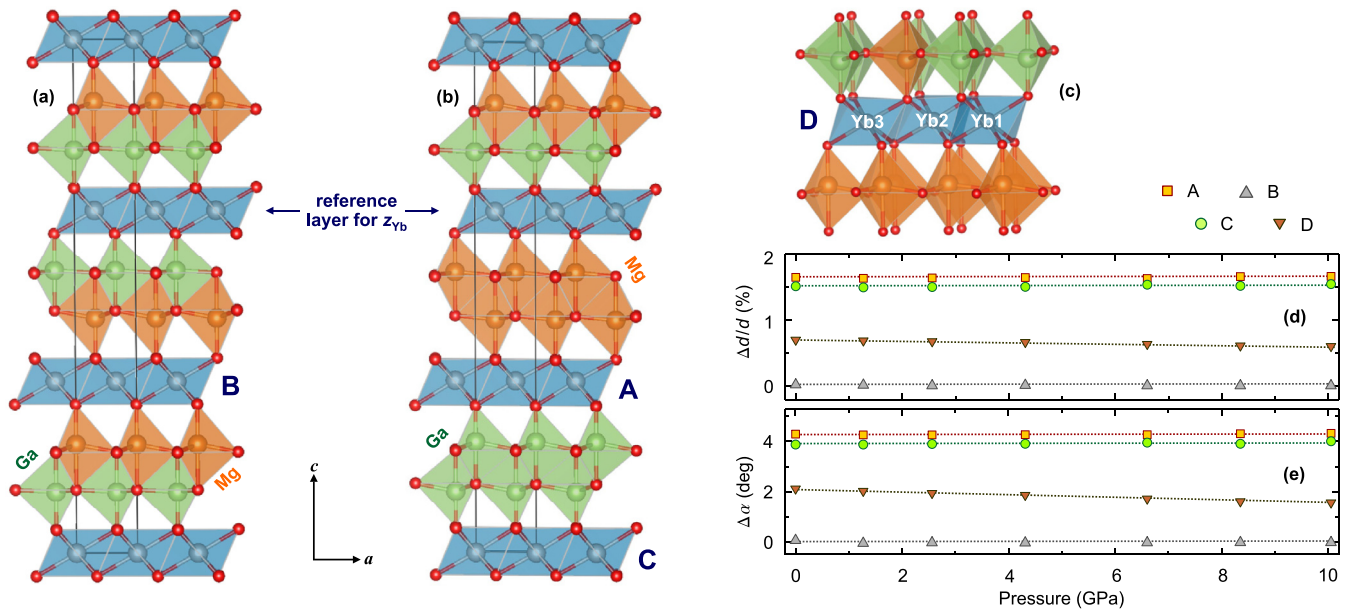 (a)
(b)
(c)
D
Yb3
Yb2
Yb1
reference
layer for z_Yb
A
B
C
D
Mg
B
A
Ga
Mg
Ga
C
c
a
Δd/d (%)
2
1
0
(d)
Δα (deg)
4
2
0
(e)
0
2
4
6
8
10
Pressure (GPa)